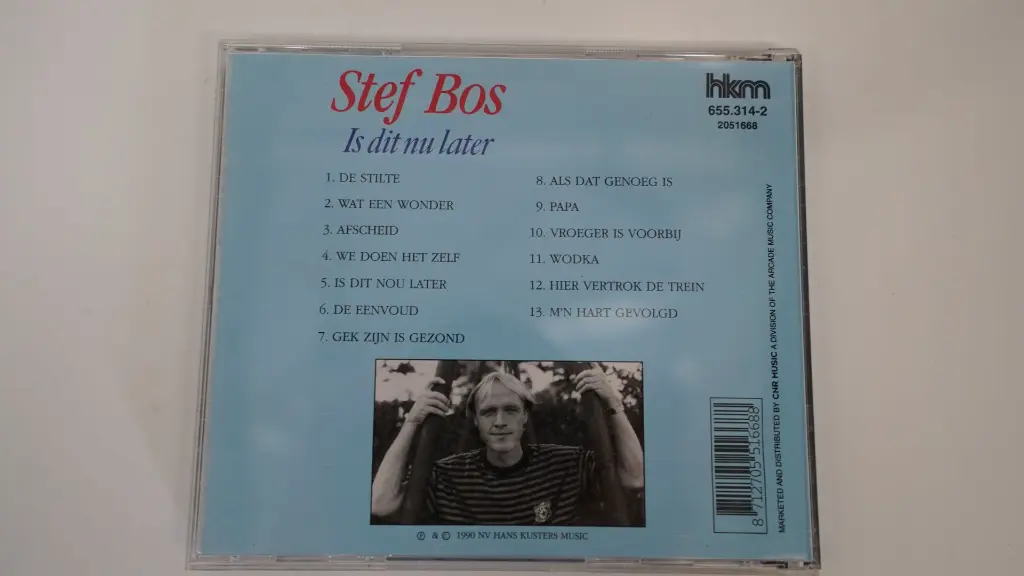 Stef Bos
Is dit nu later
hkm
655.314-2
2051668
1. DE STILTE
2. WAT EEN WONDER
3. AFSCHEID
4. WE DOEN HET ZELF
5. IS DIT NOU LATER
6. DE EENVOUD
7. GEK ZIJN IS GEZOND
8. ALS DAT GENOEG IS
9. PAPA
10. VROEGER IS VOORBIJ
11. WODKA
12. HIER VERTROK DE TREIN
13. M'N HART GEVOLGD
MARKETED AND DISTRIBUTED BY CNR MUSIC A DIVISION OF THE ARCADE MUSIC COMPANY
8 712705 516688
℗ & © 1990 NV HANS KUSTERS MUSIC